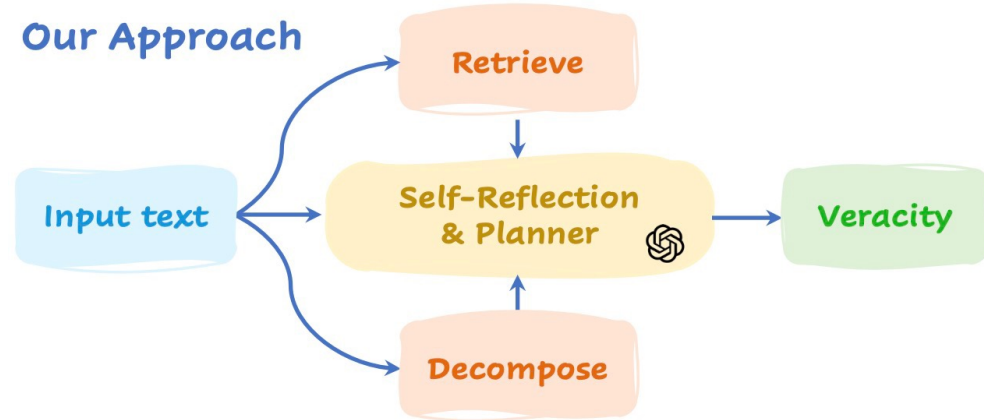 Our Approach
Retrieve
Input text
Self-Reflection
& Planner
Veracity
Decompose